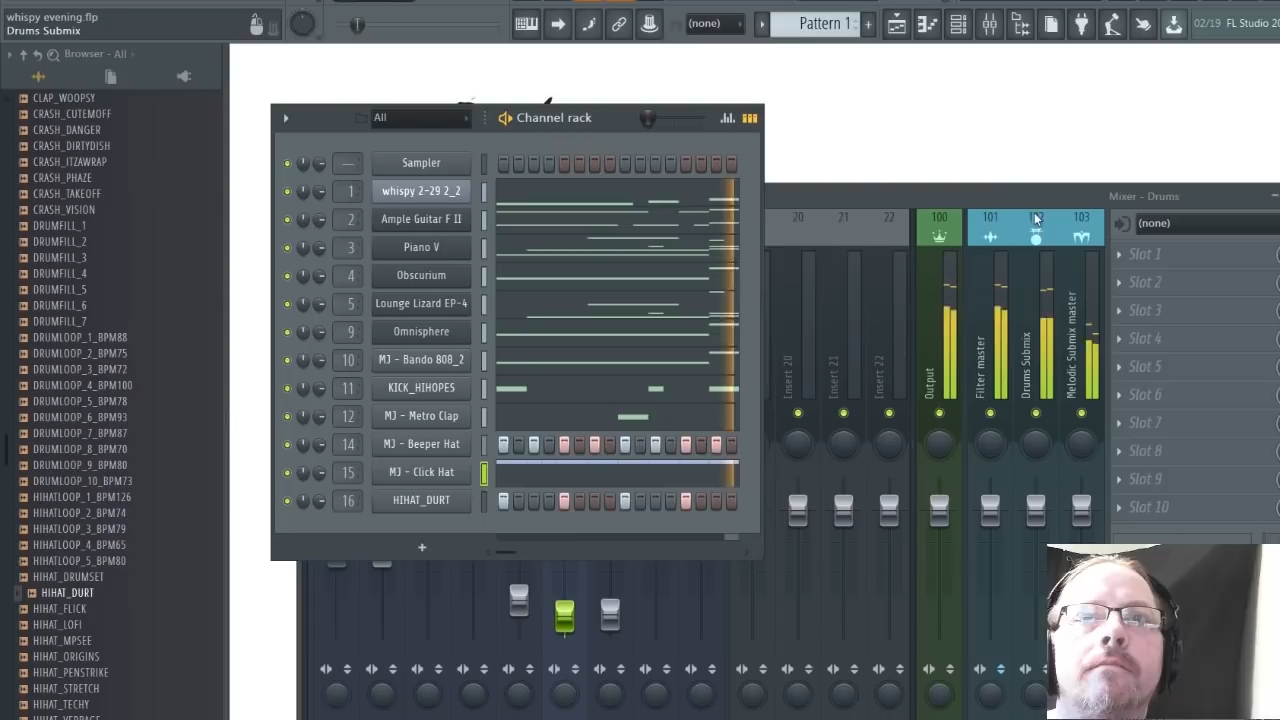 whispy evening.flp
Drums Submix
(none)
Pattern 1
02/19 FL Studio 2
Browser - All
CLAP_WOOPSY
CRASH_CUTEMOFF
CRASH_DANGER
CRASH_DIRTYDISH
CRASH_ITZAWRAP
CRASH_PHAZE
CRASH_TAKEOFF
CRASH_VISION
DRUMFILL_1
DRUMFILL_2
DRUMFILL_3
DRUMFILL_4
DRUMFILL_5
DRUMFILL_6
DRUMFILL_7
DRUMLOOP_1_BPM88
DRUMLOOP_2_BPM75
DRUMLOOP_3_BPM72
DRUMLOOP_4_BPM100
DRUMLOOP_5_BPM78
DRUMLOOP_6_BPM93
DRUMLOOP_7_BPM87
DRUMLOOP_8_BPM70
DRUMLOOP_9_BPM80
DRUMLOOP_10_BPM73
HIHATLOOP_1_BPM126
HIHATLOOP_2_BPM74
HIHATLOOP_3_BPM79
HIHATLOOP_4_BPM65
HIHATLOOP_5_BPM80
HIHAT_DRUMSET
HIHAT_DURT
HIHAT_FLICK
HIHAT_LOFI
HIHAT_MPSEE
HIHAT_ORIGINS
HIHAT_PENSTRIKE
HIHAT_STRETCH
HIHAT_TECHY
All
Channel rack
Sampler
1 whispy 2-29 2_2
2 Ample Guitar F II
3 Piano V
4 Obscurium
5 Lounge Lizard EP-4
9 Omnisphere
10 MJ - Bando 808_2
11 KICK_HIHOPES
12 MJ - Metro Clap
14 MJ - Beeper Hat
15 MJ - Click Hat
16 HIHAT_DURT
20 21 22 100 101 103
Insert 20
Insert 21
Insert 22
Output
Filter master
Drums Submix
Melodic Submix master
Mixer - Drums
(none)
Slot 1
Slot 2
Slot 3
Slot 4
Slot 5
Slot 6
Slot 7
Slot 8
Slot 9
Slot 10